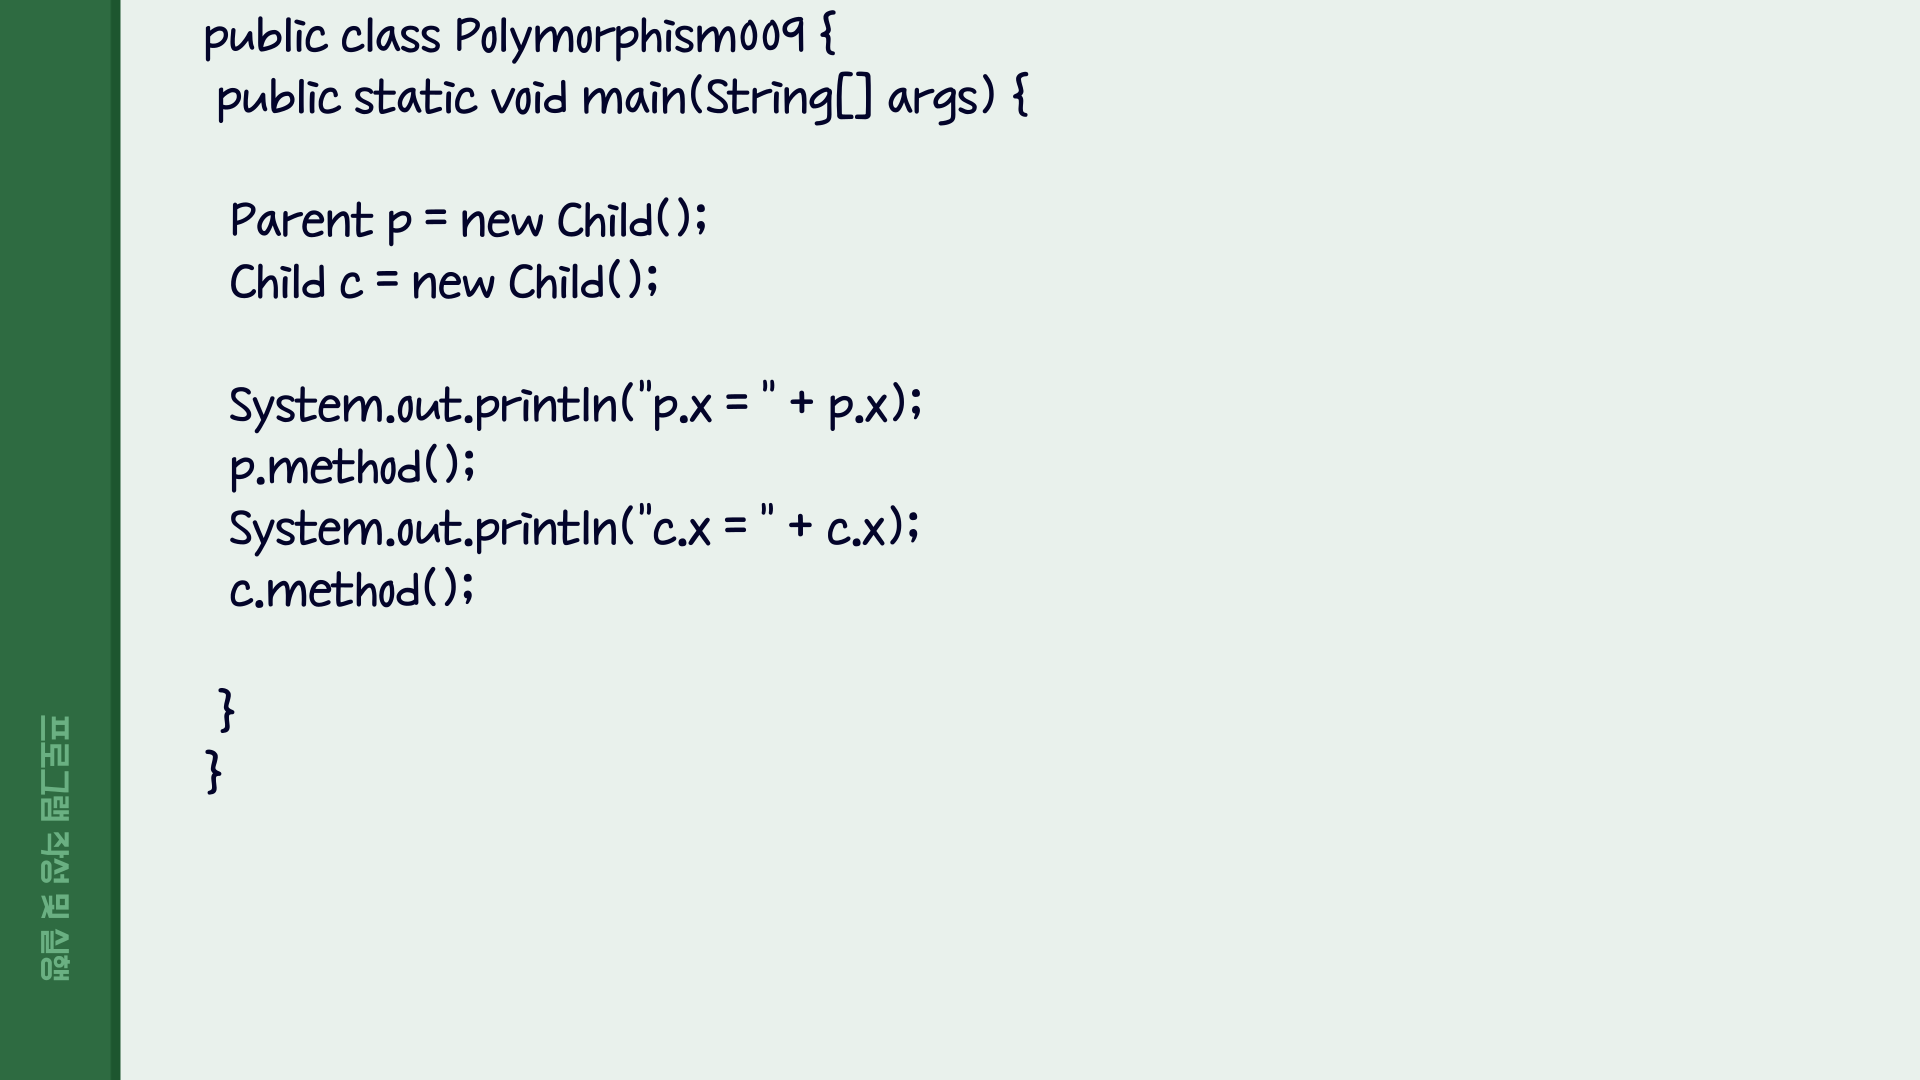 public class Polymorphism009 {
public static void main(String[] args) {
Parent p = new Child();
Child c = new Child();
System.out.println("p.x = " + p.x);
p.method();
System.out.println("c.x = " + c.x);
c.method();
}
}
프로그램 작성 및 실행